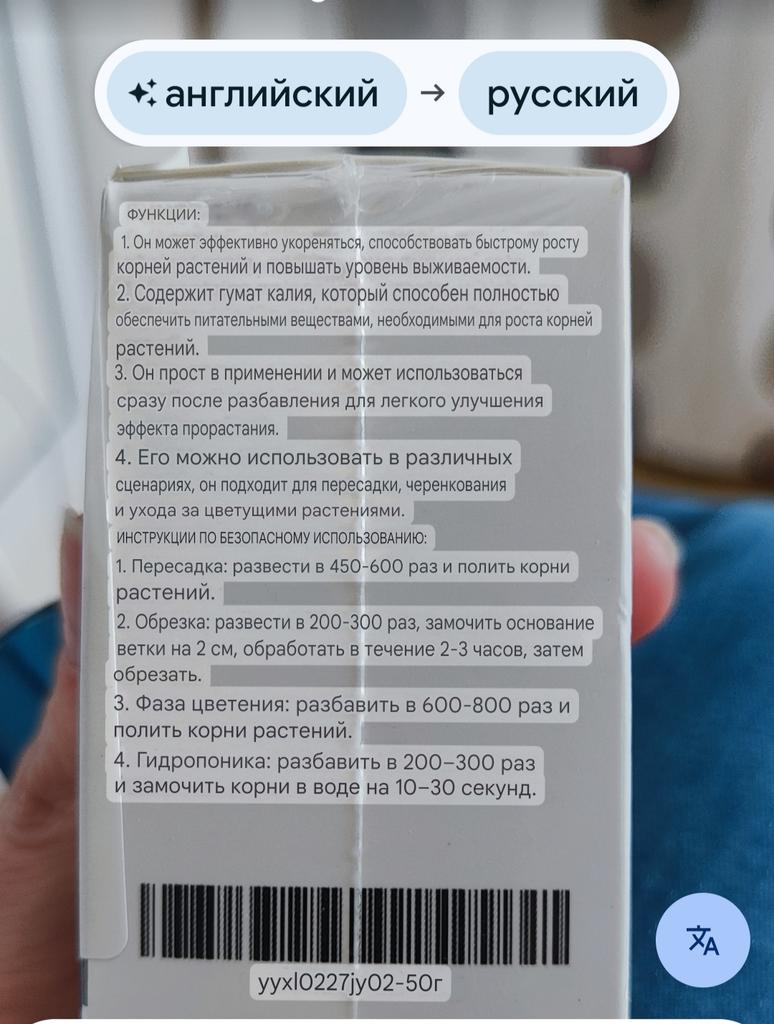 английский → русский
ФУНКЦИИ:
1. Он может эффективно укореняться, способствовать быстрому росту
корней растений и повышать уровень выживаемости.
2. Содержит гумат калия, который способен полностью
обеспечить питательными веществами, необходимыми для роста корней
растений.
3. Он прост в применении и может использоваться
сразу после разбавления для легкого улучшения
эффекта прорастания.
4. Его можно использовать в различных
сценариях, он подходит для пересадки, черенкования
и ухода за цветущими растениями.
ИНСТРУКЦИИ ПО БЕЗОПАСНОМУ ИСПОЛЬЗОВАНИЮ:
1. Пересадка: развести в 450-600 раз и полить корни
растений.
2. Обрезка: развести в 200-300 раз, замочить основание
ветки на 2 см, обработать в течение 2-3 часов, затем
обрезать.
3. Фаза цветения: разбавить в 600-800 раз и
полить корни растений.
4. Гидропоника: разбавить в 200–300 раз
и замочить корни в воде на 10–30 секунд.
yyxl0227jy02-50г